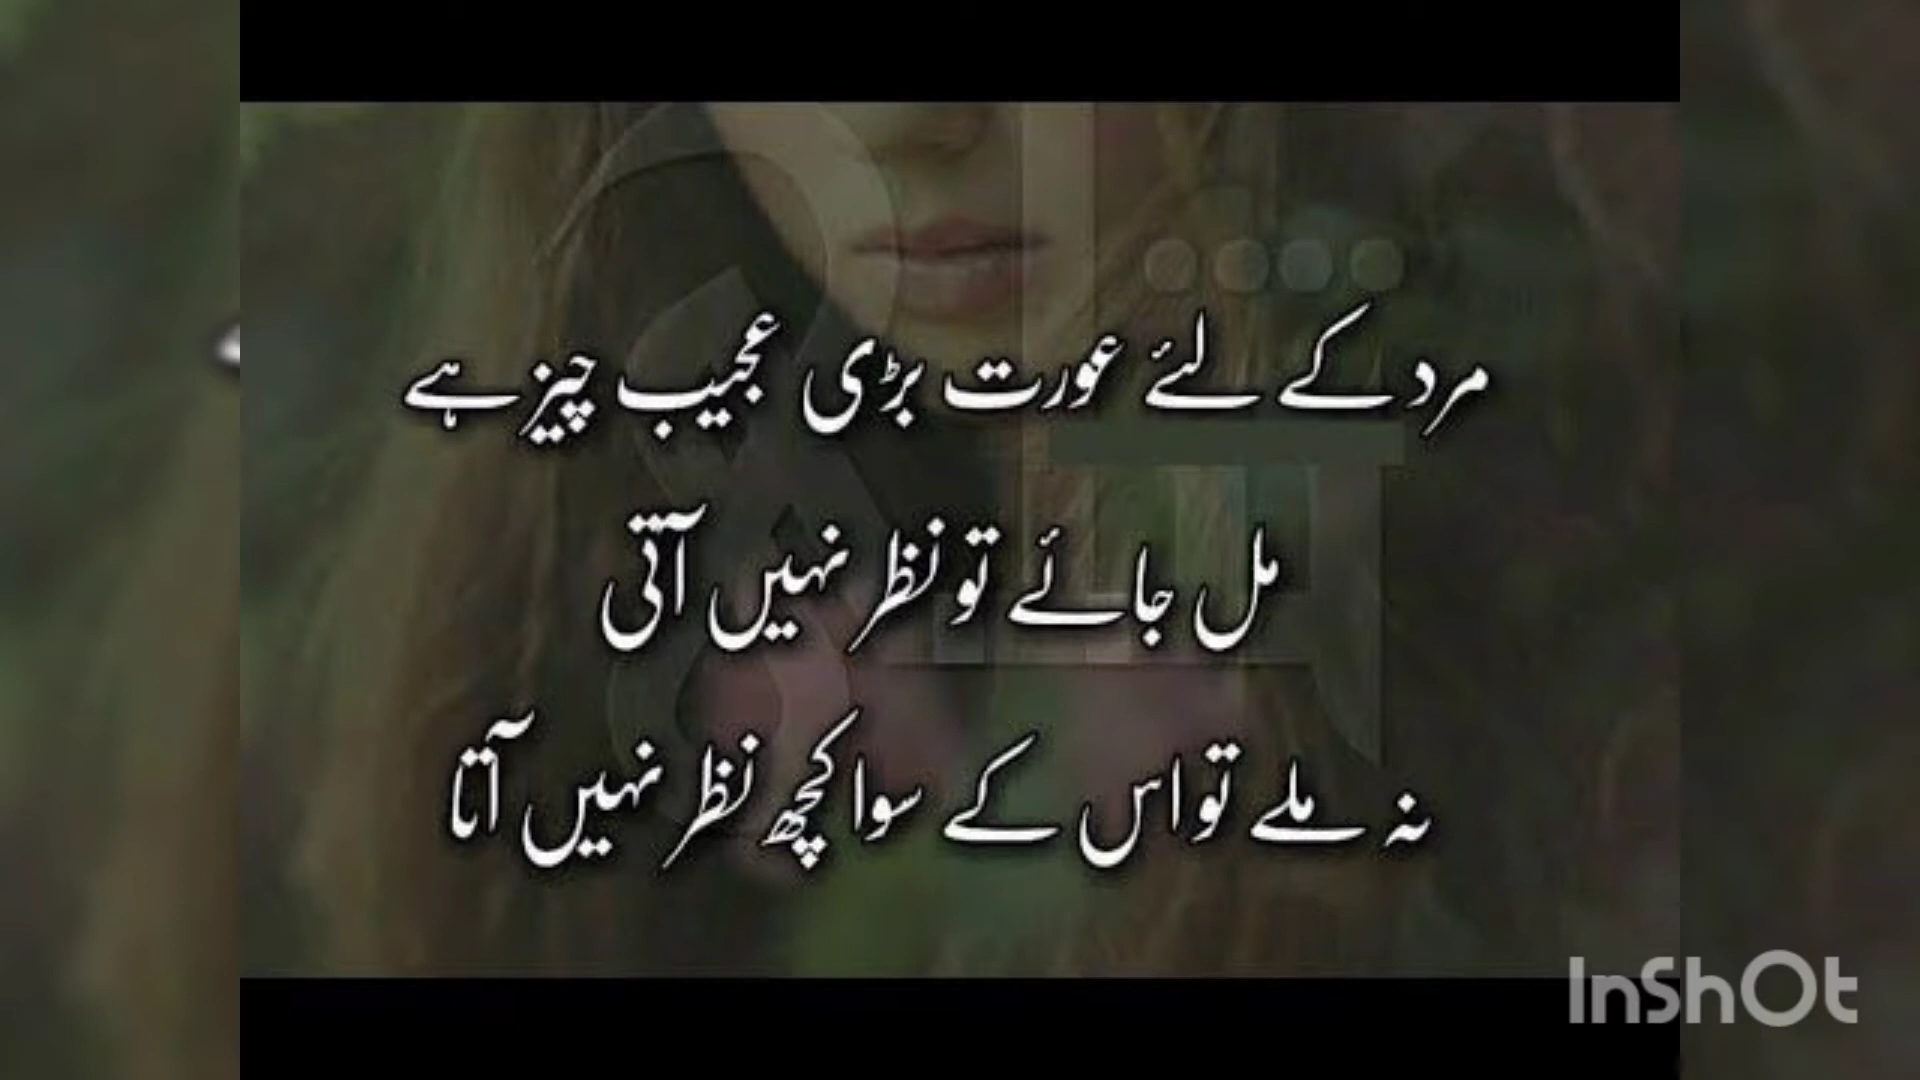 مرد کے لئے عورت بڑی عجیب چیز ہے
مل جائے تو نظر نہیں آتی
نہ ملے تو اس کے سوا کچھ نظر نہیں آتا
InShOt